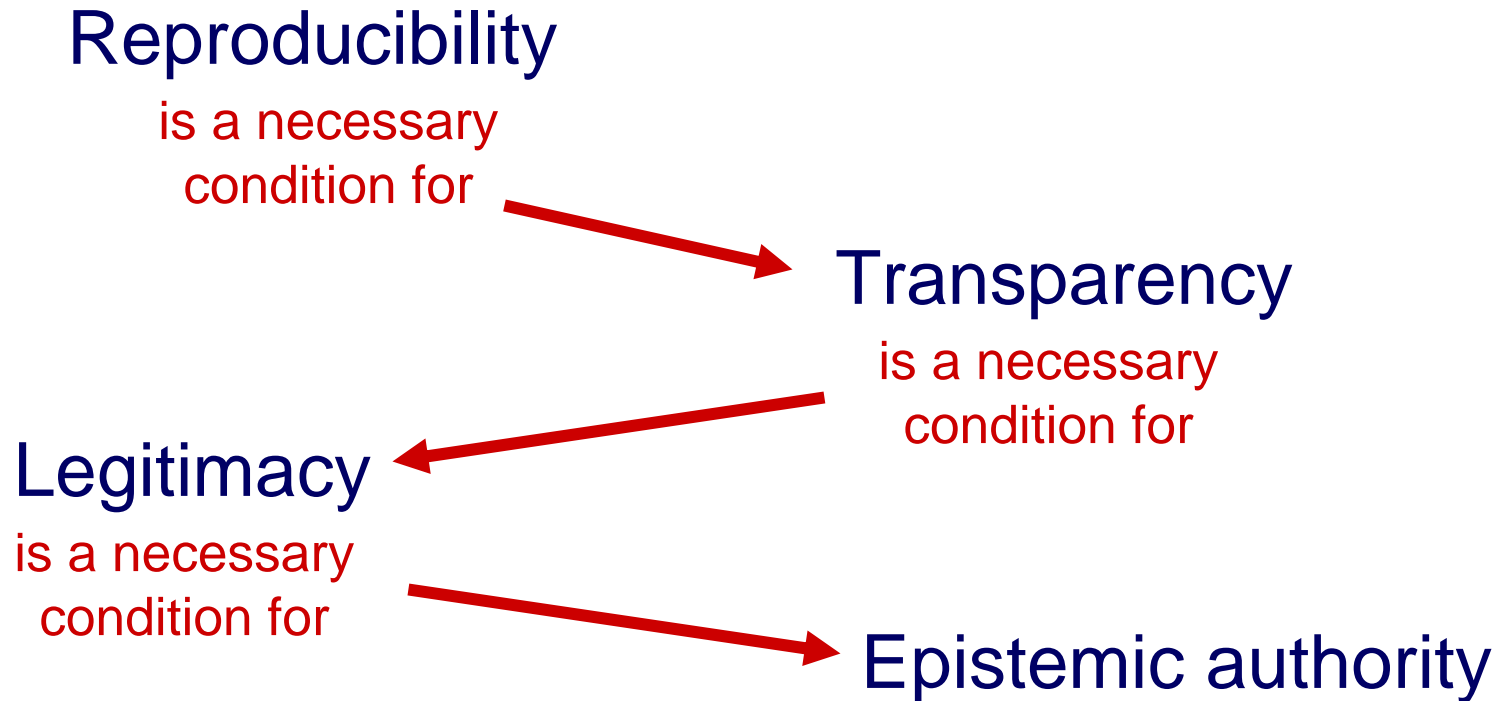 Reproducibility
is a necessary
condition for
Transparency
is a necessary
condition for
Legitimacy
is a necessary
condition for
Epistemic authority